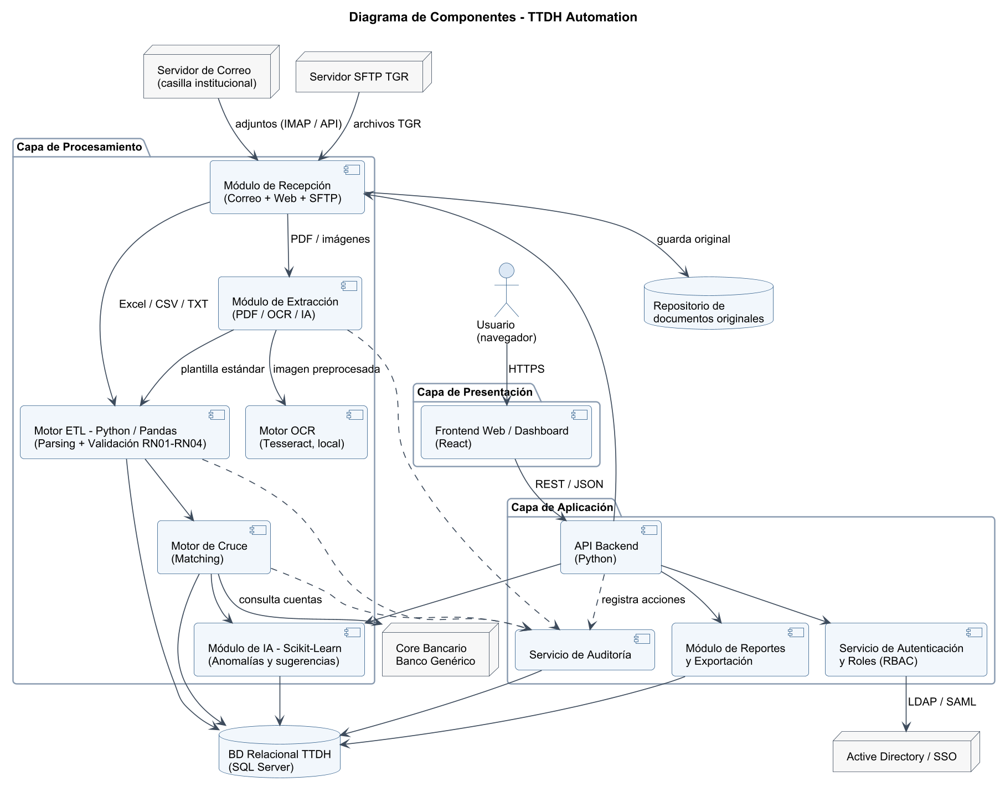 Diagrama de Componentes - TTDH Automation
Servidor de Correo
(casilla institucional)
Servidor SFTP TGR
adjuntos (IMAP / API)
archivos TGR
Capa de Procesamiento
Módulo de Recepción
(Correo + Web + SFTP)
PDF / imágenes
guarda original
Excel / CSV / TXT
Módulo de Extracción
(PDF / OCR / IA)
Usuario
(navegador)
Repositorio de
documentos originales
plantilla estándar
imagen preprocesada
HTTPS
Capa de Presentación
Motor ETL - Python / Pandas
(Parsing + Validación RN01-RN04)
Motor OCR
(Tesseract, local)
Frontend Web / Dashboard
(React)
REST / JSON
Capa de Aplicación
Motor de Cruce
(Matching)
API Backend
(Python)
consulta cuentas
registra acciones
Módulo de IA - Scikit-Learn
(Anomalías y sugerencias)
Core Bancario
Banco Genérico
Servicio de Auditoría
Módulo de Reportes
y Exportación
Servicio de Autenticación
y Roles (RBAC)
LDAP / SAML
BD Relacional TTDH
(SQL Server)
Active Directory / SSO